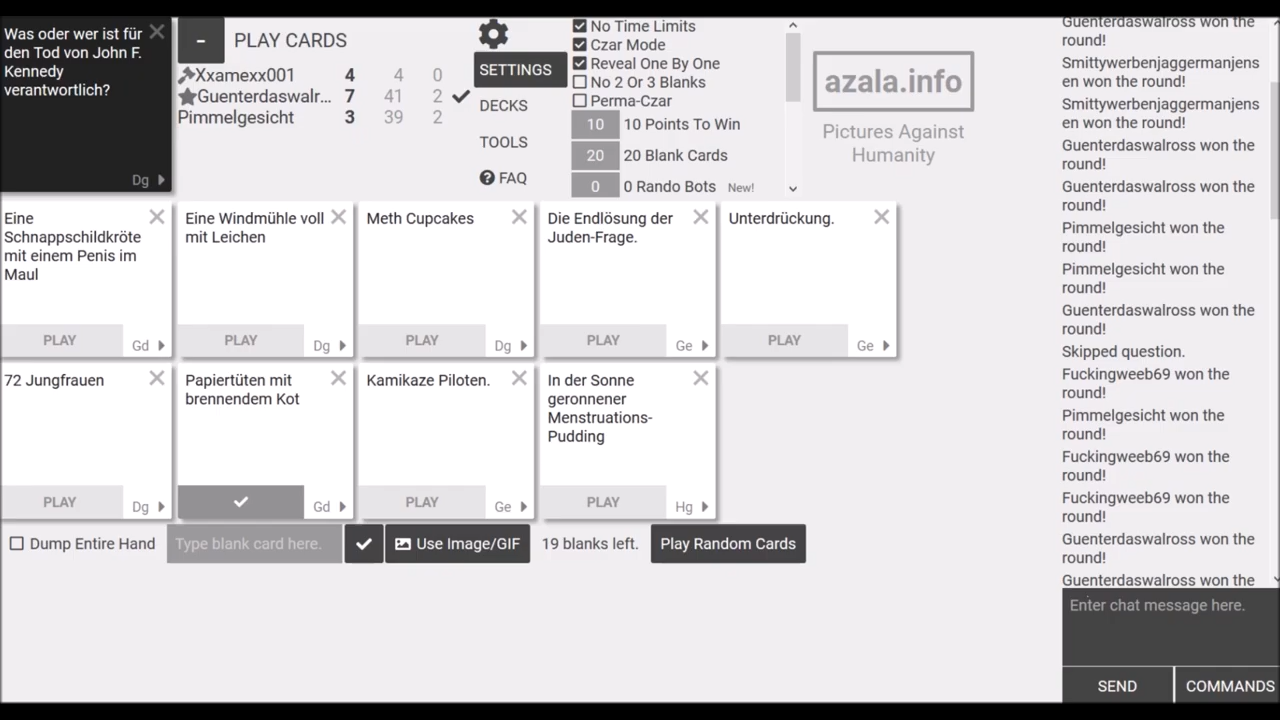 Was oder wer ist für
den Tod von John F.
Kennedy
verantwortlich?
Dg
-
PLAY CARDS
Xxamexx001 4 4 0
Guenterdaswalr... 7 41 2
Pimmelgesicht 3 39 2
SETTINGS
DECKS
TOOLS
FAQ
No Time Limits
Czar Mode
Reveal One By One
No 2 Or 3 Blanks
Perma-Czar
10 10 Points To Win
20 20 Blank Cards
0 0 Rando Bots New!
azala.info
Pictures Against
Humanity
Eine
Schnappschildkröte
mit einem Penis im
Maul
PLAY Gd
Eine Windmühle voll
mit Leichen
PLAY Dg
Meth Cupcakes
PLAY Dg
Die Endlösung der
Juden-Frage.
PLAY Ge
Unterdrückung.
PLAY Ge
72 Jungfrauen
PLAY Dg
Papiertüten mit
brennendem Kot
Gd
Kamikaze Piloten.
PLAY Ge
In der Sonne
geronnener
Menstruations-
Pudding
PLAY Hg
Dump Entire Hand
Type blank card here.
Use Image/GIF
19 blanks left.
Play Random Cards
Guenterdaswalross won the
round!
Smittywerbenjaggermanjens
en won the round!
Smittywerbenjaggermanjens
en won the round!
Guenterdaswalross won the
round!
Guenterdaswalross won the
round!
Pimmelgesicht won the
round!
Pimmelgesicht won the
round!
Guenterdaswalross won the
round!
Skipped question.
Fuckingweeb69 won the
round!
Pimmelgesicht won the
round!
Fuckingweeb69 won the
round!
Fuckingweeb69 won the
round!
Guenterdaswalross won the
round!
Guenterdaswalross won the
Enter chat message here.
SEND
COMMANDS